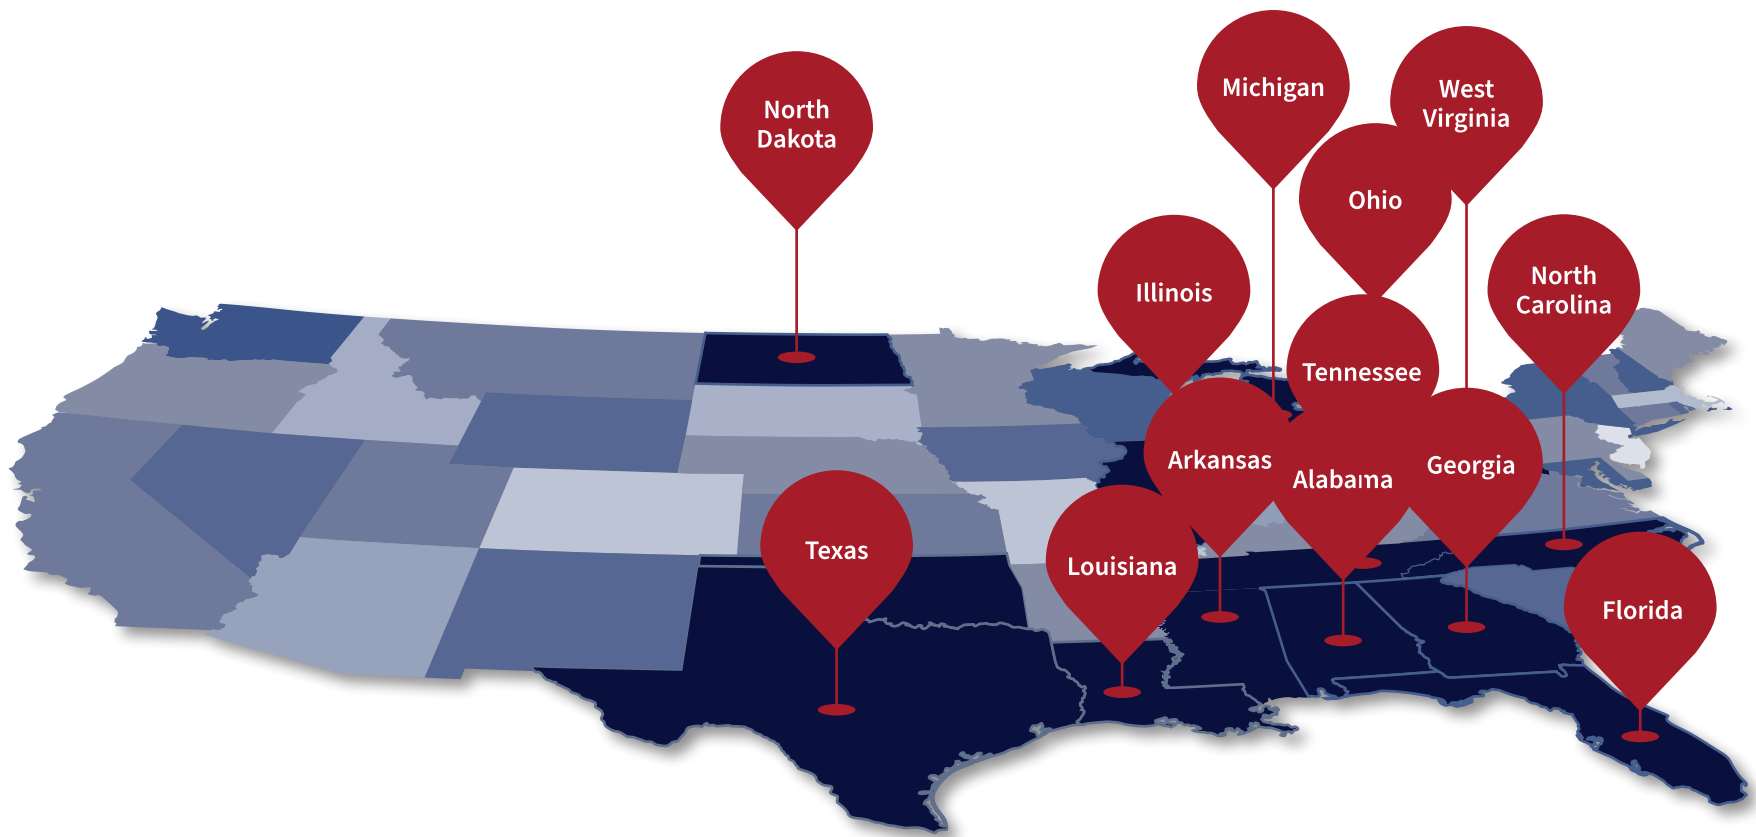 Michigan
West
Virginia
North
Dakota
Ohio
Illinois
North
Carolina
Tennessee
Arkansas
Alabama
Georgia
Texas
Louisiana
Florida